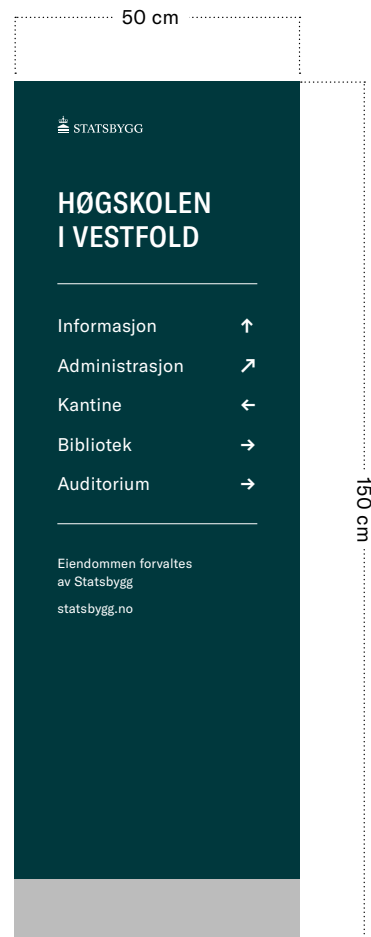 50 cm
STATSBYGG
HØGSKOLEN
I VESTFOLD
Informasjon ↑
Administrasjon ↗
Kantine ←
Bibliotek →
Auditorium →
150 cm
Eiendommen forvaltes
av Statsbygg
statsbygg.no